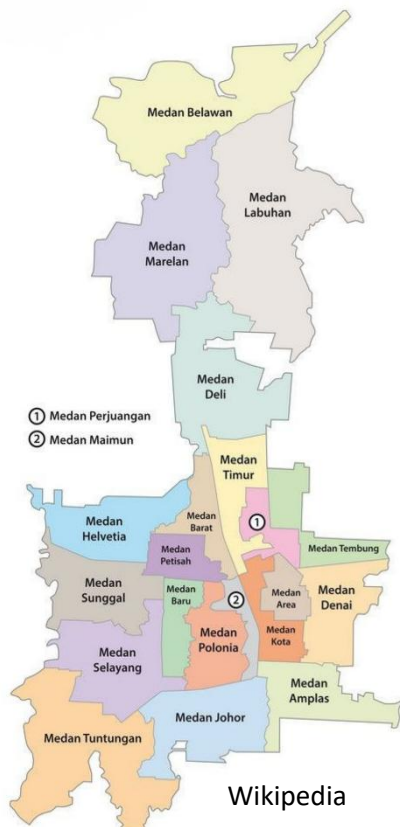 Medan Belawan
Medan
Labuhan
Medan
Marelan
Medan
Deli
① Medan Perjuangan
② Medan Maimun
Medan
Timur
Medan
Barat
①
Medan
Helvetia
Medan
Petisah
Medan Tembung
Medan
Sunggal
Medan
Baru
②
Medan
Area
Medan
Denai
Medan
Polonia
Medan
Kota
Medan
Selayang
Medan
Amplas
Medan Johor
Medan Tuntungan
Wikipedia